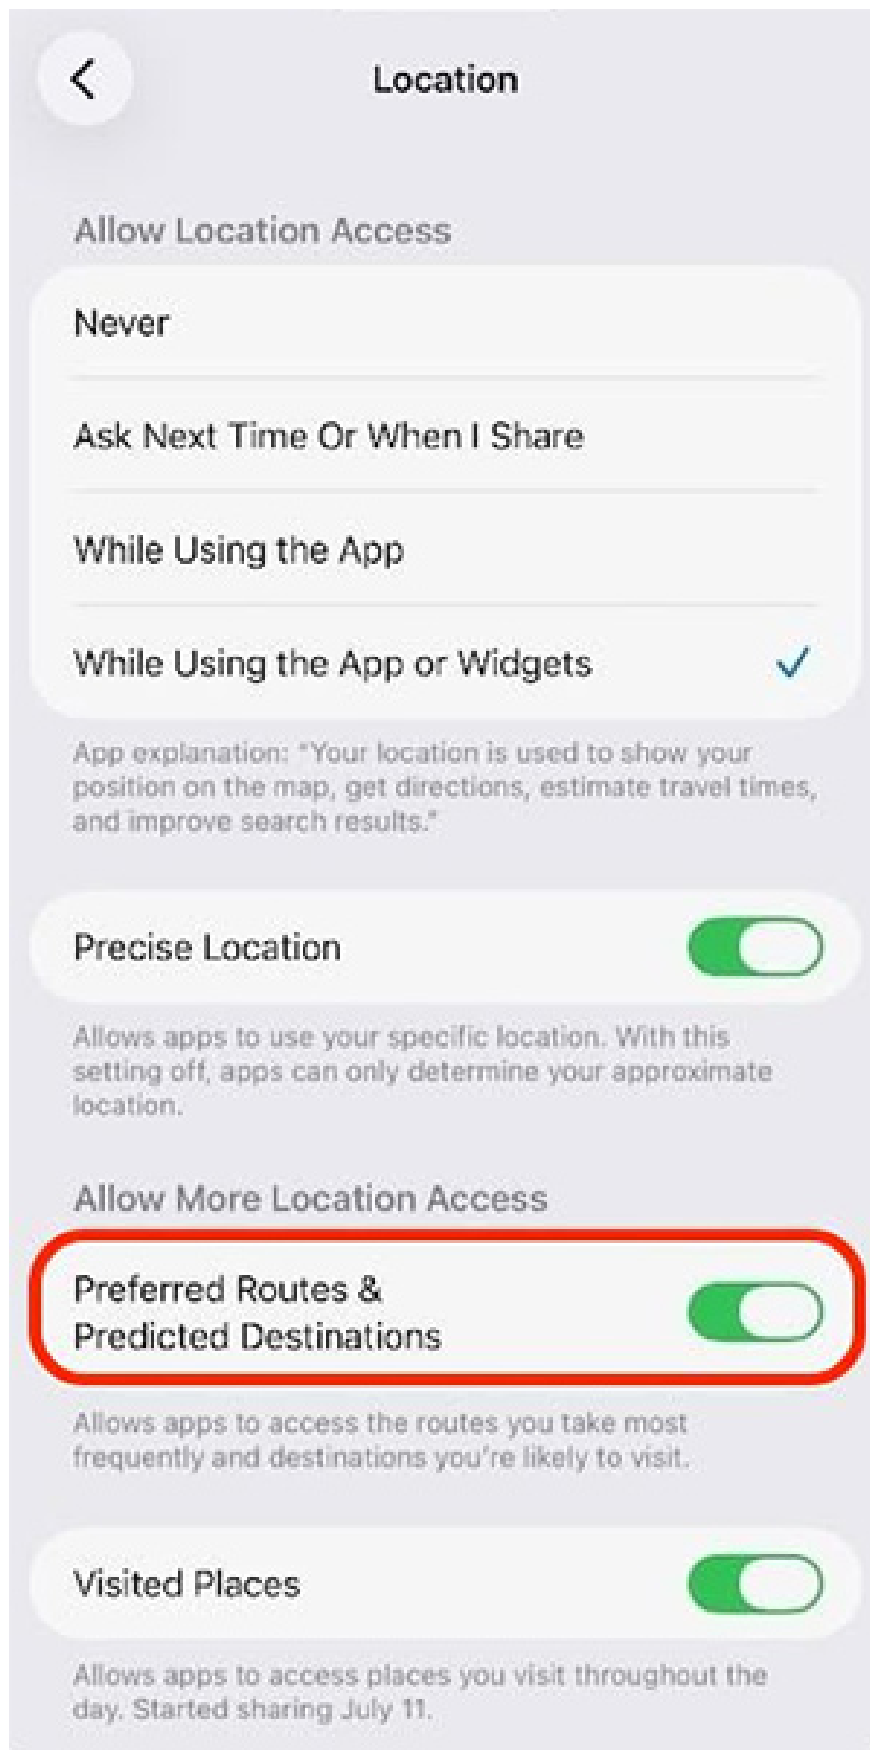 Location
Allow Location Access
Never
Ask Next Time Or When I Share
While Using the App
While Using the App or Widgets
App explanation: "Your location is used to show your
position on the map, get directions, estimate travel times,
and improve search results."
Precise Location
Allows apps to use your specific location. With this
setting off, apps can only determine your approximate
location.
Allow More Location Access
Preferred Routes &
Predicted Destinations
Allows apps to access the routes you take most
frequently and destinations you're likely to visit.
Visited Places
Allows apps to access places you visit throughout the
day. Started sharing July 11.